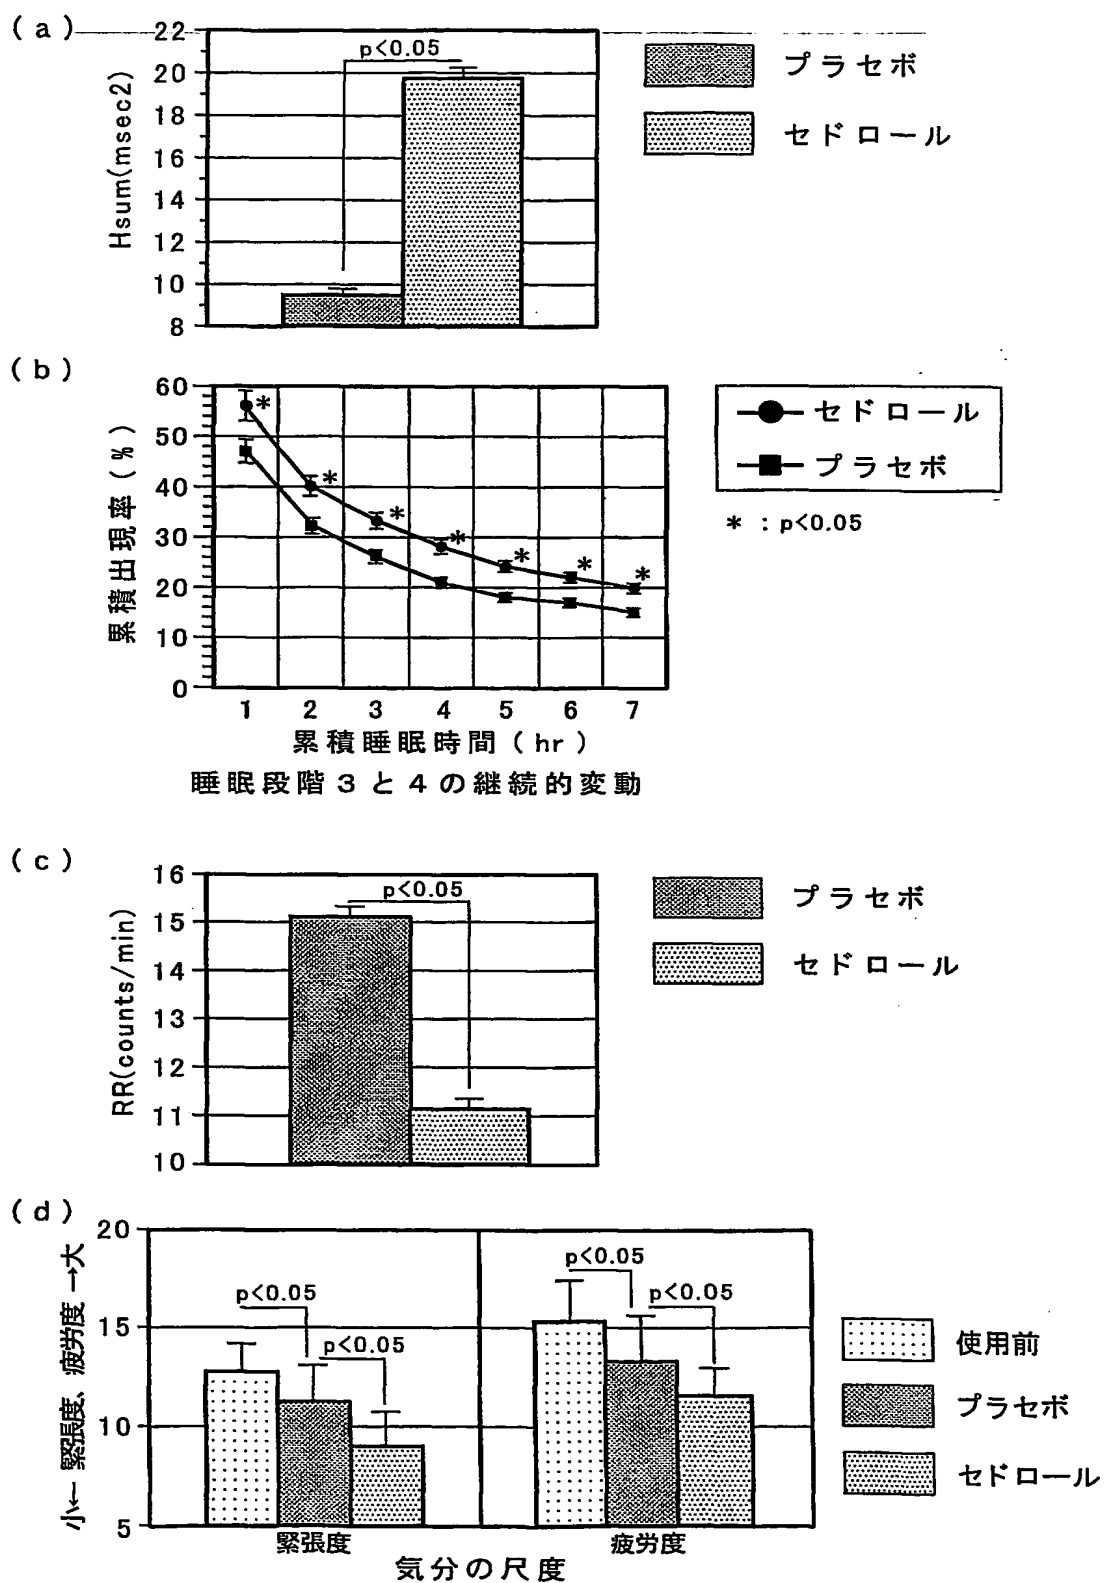 (a)
22
20
18
16
14
12
10
8
Hsum(msec2)
p<0.05
プラセボ
セドロール
(b)
60
50
40
30
20
10
0
累積出現率(%)
* * * * * * *
1 2 3 4 5 6 7
累積睡眠時間(hr)
睡眠段階3と4の継続的変動
セドロール
プラセボ
* : p<0.05
(c)
16
15
14
13
12
11
10
RR(counts/min)
p<0.05
プラセボ
セドロール
(d)
20
15
10
5
小← 緊張度、疲労度 →大
p<0.05
p<0.05
p<0.05
p<0.05
緊張度 疲労度
気分の尺度
使用前
プラセボ
セドロール